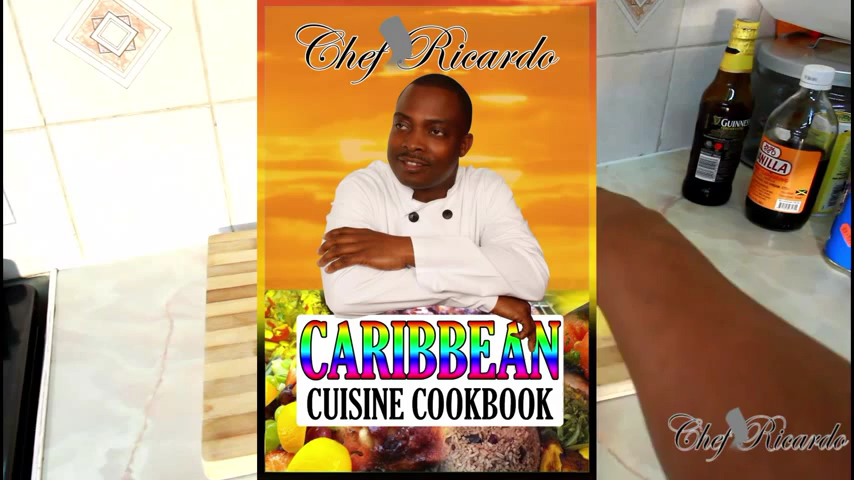 Chef Ricardo
CARIBBEAN
CUISINE COOKBOOK
GUINNESS
VANILLA
Chef Ricardo